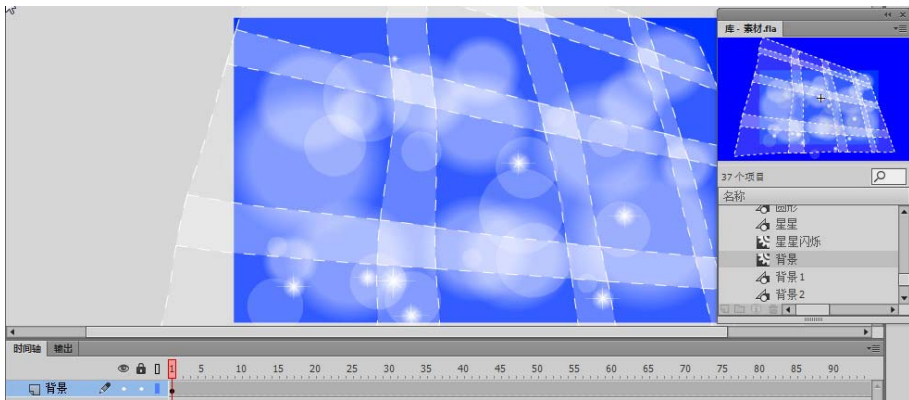 库 - 素材.fla
37 个项目
名称
圆形
星星
星星闪烁
背景
背景 1
背景 2
时间轴 输出
1 5 10 15 20 25 30 35 40 45 50 55 60 65 70 75 80 85 90
背景